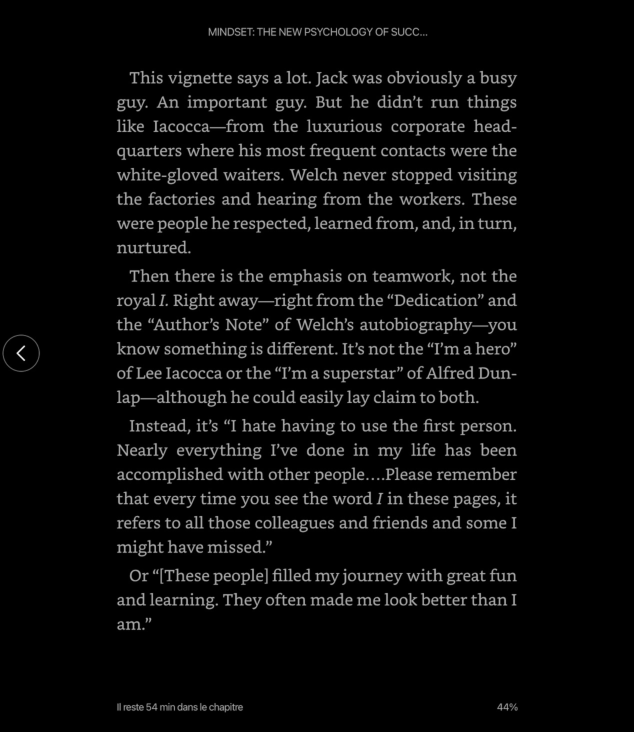 MINDSET: THE NEW PSYCHOLOGY OF SUCC...
This vignette says a lot. Jack was obviously a busy
guy. An important guy. But he didn’t run things
like Iacocca—from the luxurious corporate head-
quarters where his most frequent contacts were the
white-gloved waiters. Welch never stopped visiting
the factories and hearing from the workers. These
were people he respected, learned from, and, in turn,
nurtured.
Then there is the emphasis on teamwork, not the
royal I. Right away—right from the “Dedication” and
the “Author’s Note” of Welch’s autobiography—you
know something is different. It’s not the “I’m a hero”
of Lee Iacocca or the “I’m a superstar” of Alfred Dun-
lap—although he could easily lay claim to both.
Instead, it’s “I hate having to use the first person.
Nearly everything I’ve done in my life has been
accomplished with other people....Please remember
that every time you see the word I in these pages, it
refers to all those colleagues and friends and some I
might have missed.”
Or “[These people] filled my journey with great fun
and learning. They often made me look better than I
am.”
Il reste 54 min dans le chapitre
44%